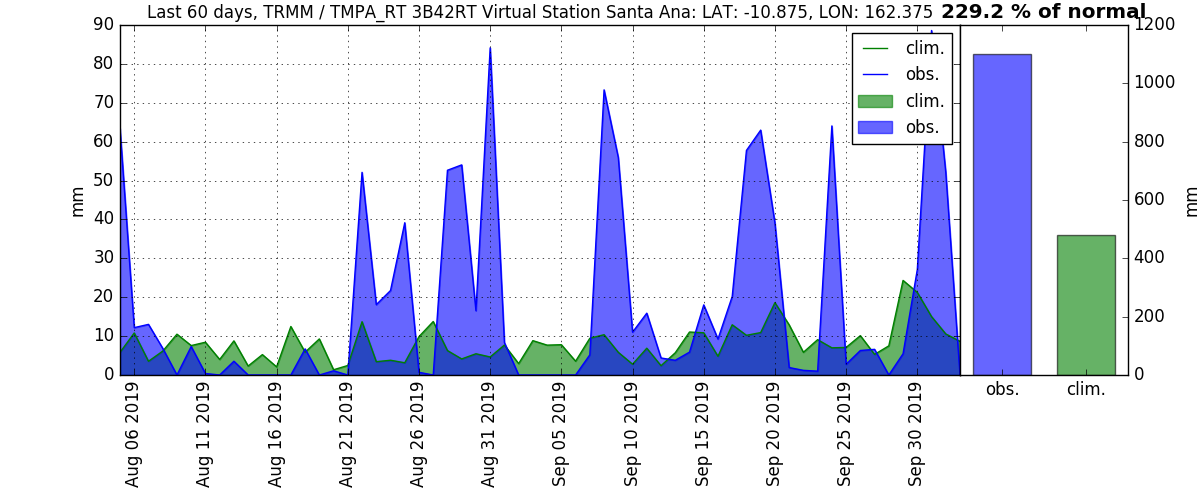 Last 60 days, TRMM / TMPA_RT 3B42RT Virtual Station Santa Ana: LAT: -10.875, LON: 162.375 229.2 % of normal
90
80
70
60
50
40
30
20
10
0
mm
clim.
obs.
clim.
obs.
Aug 06 2019
Aug 11 2019
Aug 16 2019
Aug 21 2019
Aug 26 2019
Aug 31 2019
Sep 05 2019
Sep 10 2019
Sep 15 2019
Sep 20 2019
Sep 25 2019
Sep 30 2019
1200
1000
800
600
400
200
0
mm
obs. clim.